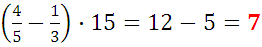 (4/5 − 1/3) · 15 = 12 − 5 = 7